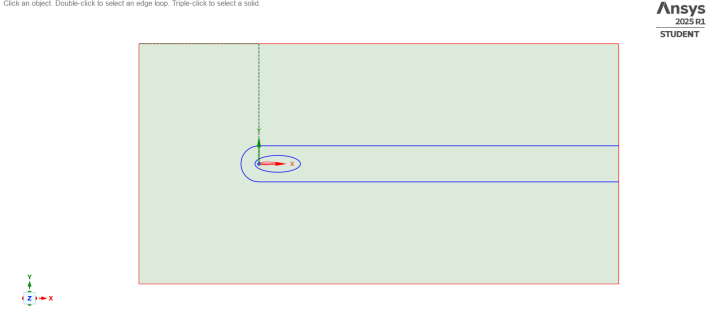 Click an object. Double-click to select an edge loop. Triple-click to select a solid.
Ansys
2025 R1
STUDENT
Y
X
Y
Z
X